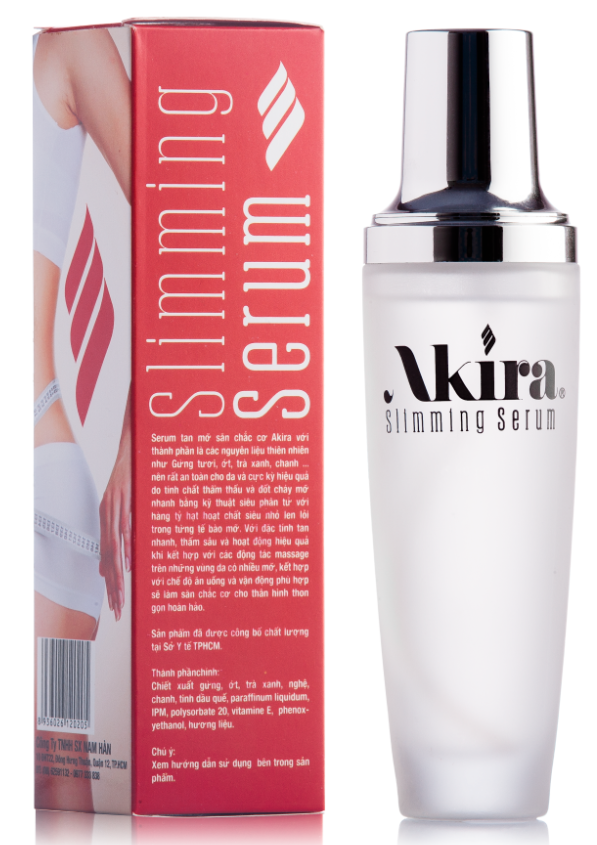 Slimming
Serum
Serum tan mỡ săn chắc cơ Akira với
thành phần là các nguyên liệu thiên nhiên
như Gừng tươi, ớt, trà xanh, chanh ...
nên rất an toàn cho da và cực kỳ hiệu quả
do tính chất thẩm thấu và đốt cháy mỡ
nhanh bằng kỹ thuật siêu phân tử với
hàng tỷ hạt hoạt chất siêu nhỏ len lỏi
trong từng tế bào mỡ. Với đặc tính tan
nhanh, thấm sâu và hoạt động hiệu quả
khi kết hợp với các động tác massage
trên những vùng da có nhiều mỡ, kết hợp
với chế độ ăn uống và vận động phù hợp
sẽ làm săn chắc cơ cho thân hình thon
gọn hoàn hảo.
Sản phẩm đã được công bố chất lượng
tại Sở Y tế TPHCM.
Thành phầnchính:
Chiết xuất gừng, ớt, trà xanh, nghệ,
chanh, tinh dầu quế, paraffinum liquidum,
IPM, polysorbate 20, vitamine E, phenox-
yethanol, hương liệu.
Chú ý:
Xem hướng dẫn sử dụng bên trong sản
phẩm.
Công Ty TNHH SX NAM HÂN
Quận 12, TP.HCM
Akira®
Slimming Serum